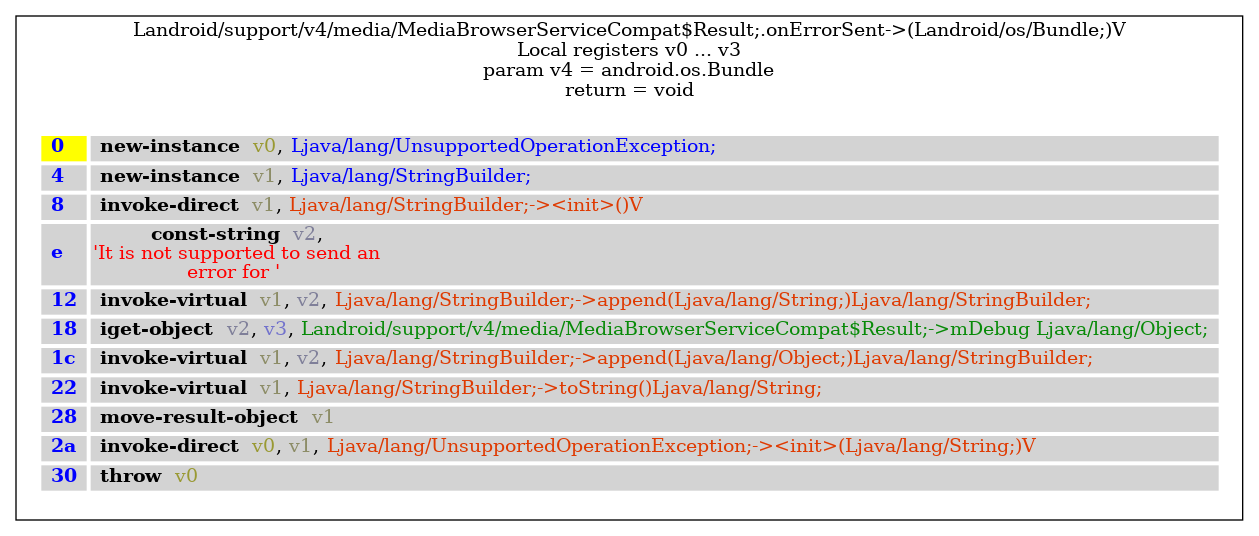 Landroid/support/v4/media/MediaBrowserServiceCompat$Result;.onErrorSent->(Landroid/os/Bundle;)V
Local registers v0 ... v3
param v4 = android.os.Bundle
return = void
0 new-instance v0, Ljava/lang/UnsupportedOperationException;
4 new-instance v1, Ljava/lang/StringBuilder;
8 invoke-direct v1, Ljava/lang/StringBuilder;-><init>()V
e const-string v2,
'It is not supported to send an
error for '
12 invoke-virtual v1, v2, Ljava/lang/StringBuilder;->append(Ljava/lang/String;)Ljava/lang/StringBuilder;
18 iget-object v2, v3, Landroid/support/v4/media/MediaBrowserServiceCompat$Result;->mDebug Ljava/lang/Object;
1c invoke-virtual v1, v2, Ljava/lang/StringBuilder;->append(Ljava/lang/Object;)Ljava/lang/StringBuilder;
22 invoke-virtual v1, Ljava/lang/StringBuilder;->toString()Ljava/lang/String;
28 move-result-object v1
2a invoke-direct v0, v1, Ljava/lang/UnsupportedOperationException;-><init>(Ljava/lang/String;)V
30 throw v0